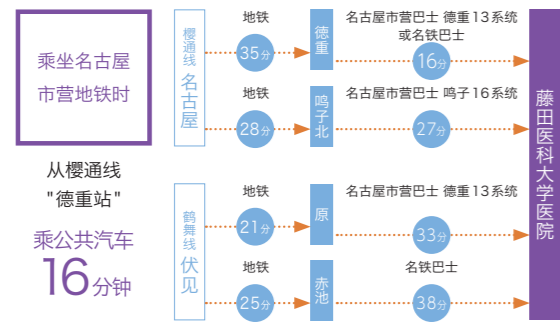 乘坐名古屋
市营地铁时
从樱通线
"德重站"
乘公共汽车
16分钟
樱通线 名古屋
地铁
35分
德重
名古屋市营巴士 德重13系统
或名铁巴士
16分
地铁
28分
鸣子北
名古屋市营巴士 鸣子16系统
27分
鹤舞线 伏见
地铁
21分
原
名古屋市营巴士 德重13系统
33分
地铁
25分
赤池
名铁巴士
38分
藤田医科大学医院